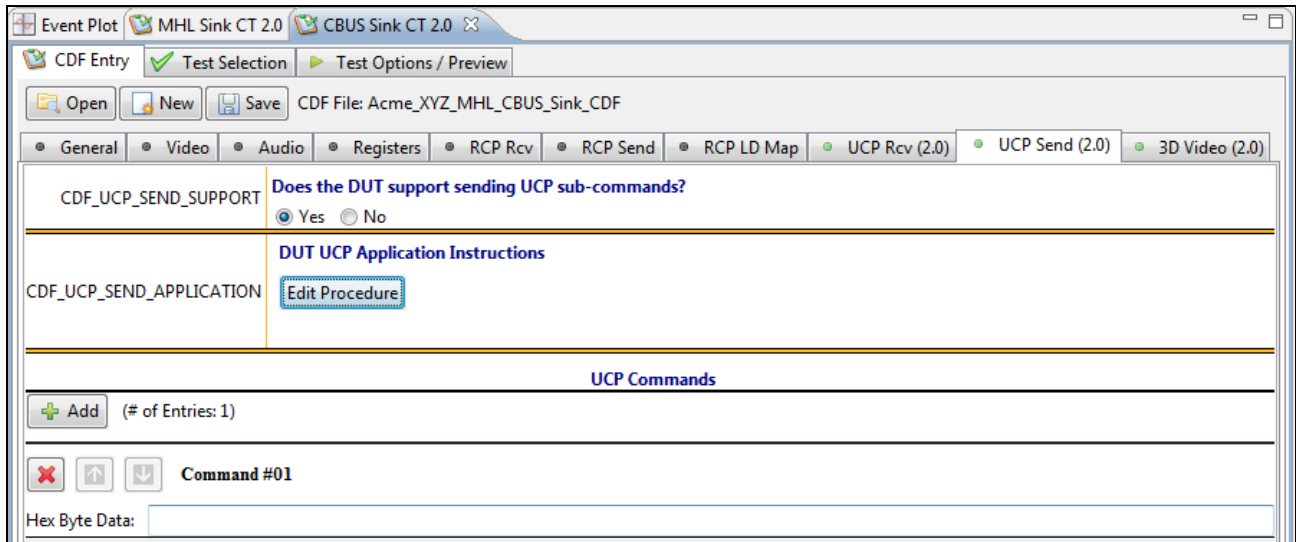 Event Plot MHL Sink CT 2.0 CBUS Sink CT 2.0
CDF Entry Test Selection Test Options / Preview
Open New Save CDF File: Acme_XYZ_MHL_CBUS_Sink_CDF
General Video Audio Registers RCP Rcv RCP Send RCP LD Map UCP Rcv (2.0) UCP Send (2.0) 3D Video (2.0)
CDF_UCP_SEND_SUPPORT Does the DUT support sending UCP sub-commands?
Yes No
DUT UCP Application Instructions
CDF_UCP_SEND_APPLICATION Edit Procedure
UCP Commands
Add (# of Entries: 1)
Command #01
Hex Byte Data: